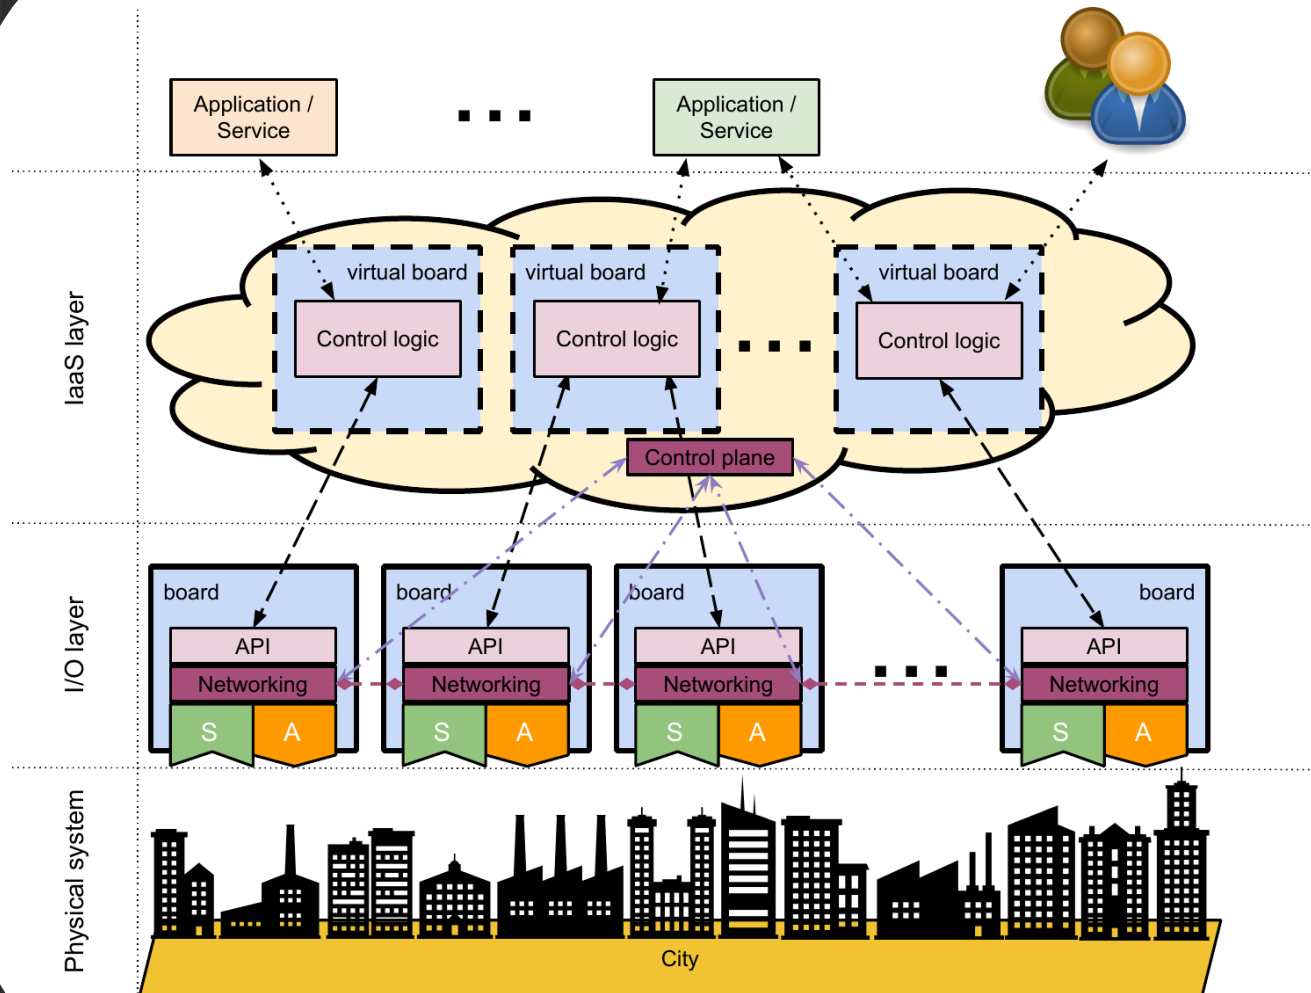 Application /
Service
Application /
Service
IaaS layer
virtual board
virtual board
virtual board
Control logic
Control logic
Control logic
Control plane
I/O layer
board
board
board
board
API
API
API
API
Networking
Networking
Networking
Networking
S
A
S
A
S
A
S
A
Physical system
City